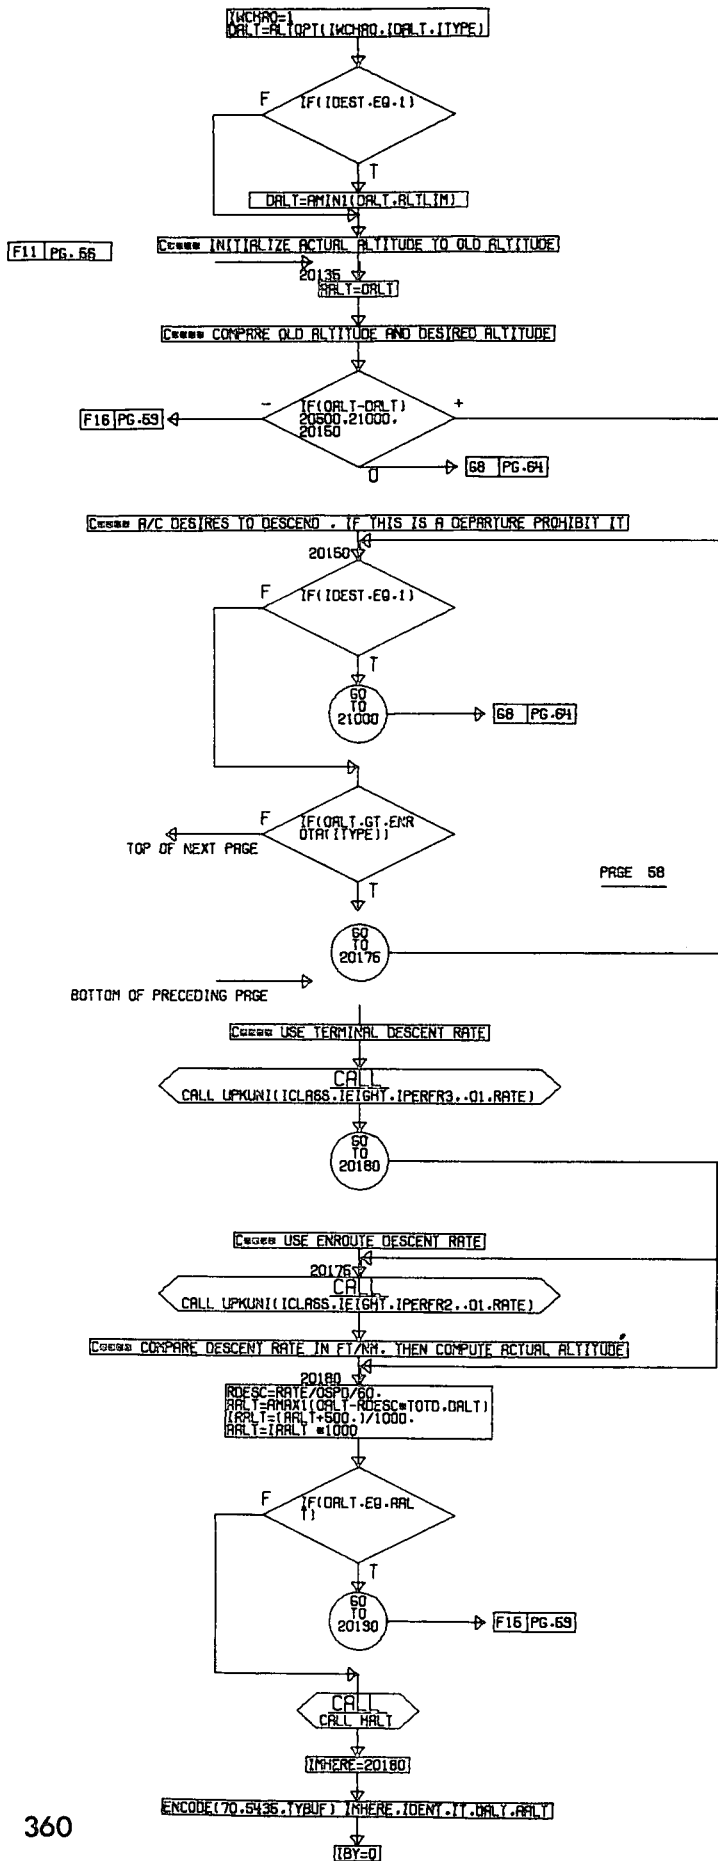 IWCHRO=1
DALT=ALTOPT(IWCHRO.IDALT.ITYPE)
F
IF(IDEST.EQ.1)
T
DALT=AMIN1(DALT.ALTLIM)
F11 PG.56
C**** INITIALIZE ACTUAL ALTITUDE TO OLD ALTITUDE
20135
AALT=OALT
C**** COMPARE OLD ALTITUDE AND DESIRED ALTITUDE
-
IF(OALT-DALT)
20500.21000.
20150
+
F16 PG.59
0
G8 PG.64
C**** A/C DESIRES TO DESCEND . IF THIS IS A DEPARTURE PROHIBIT IT
20150
F
IF(IDEST.EQ.1)
T
GO
TO
21000
G8 PG.64
F
IF(OALT.GT.ENR
OTA(ITYPE))
TOP OF NEXT PAGE
PAGE 58
T
GO
TO
20175
BOTTOM OF PRECEDING PAGE
C**** USE TERMINAL DESCENT RATE
CALL
CALL UPKUNI(ICLASS.IEIGHT.IPERFR3..01.RATE)
GO
TO
20180
C**** USE ENROUTE DESCENT RATE
20175
CALL
CALL UPKUNI(ICLASS.IEIGHT.IPERFR2..01.RATE)
C**** COMPARE DESCENT RATE IN FT/NM. THEN COMPUTE ACTUAL ALTITUDE
20180
RDESC=RATE/OSPD/60.
AALT=AMAX1(OALT-RDESC*TOTD.DALT)
IAALT=(AALT+500.)/1000.
AALT=IAALT *1000
F
IF(DALT.EQ.AAL
T)
T
GO
TO
20190
F15 PG.59
CALL
CALL HALT
IMHERE=20180
ENCODE(70.5435.TYBUF) IMHERE.IDENT.IT.DALT.AALT
360
IBY=0